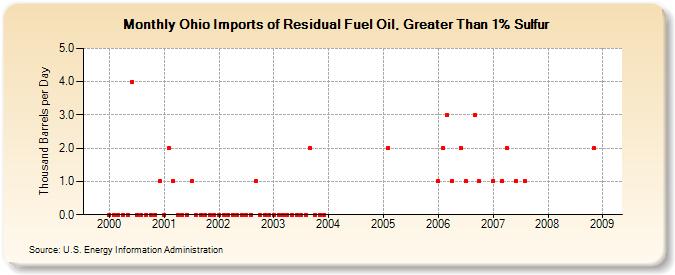 Monthly Ohio Imports of Residual Fuel Oil, Greater Than 1% Sulfur
Thousand Barrels per Day
5.0
4.0
3.0
2.0
1.0
0.0
2000 2001 2002 2003 2004 2005 2006 2007 2008 2009
Source: U.S. Energy Information Administration